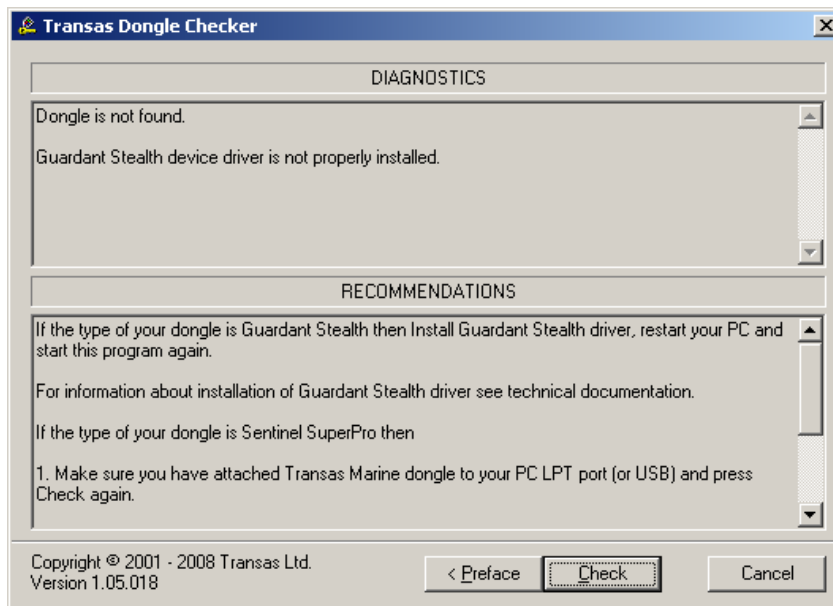 Transas Dongle Checker
DIAGNOSTICS
Dongle is not found.
Guardant Stealth device driver is not properly installed.
RECOMMENDATIONS
If the type of your dongle is Guardant Stealth then Install Guardant Stealth driver, restart your PC and
start this program again.
For information about installation of Guardant Stealth driver see technical documentation.
If the type of your dongle is Sentinel SuperPro then
1. Make sure you have attached Transas Marine dongle to your PC LPT port (or USB) and press
Check again.
Copyright © 2001 - 2008 Transas Ltd.
Version 1.05.018
< Preface
Check
Cancel